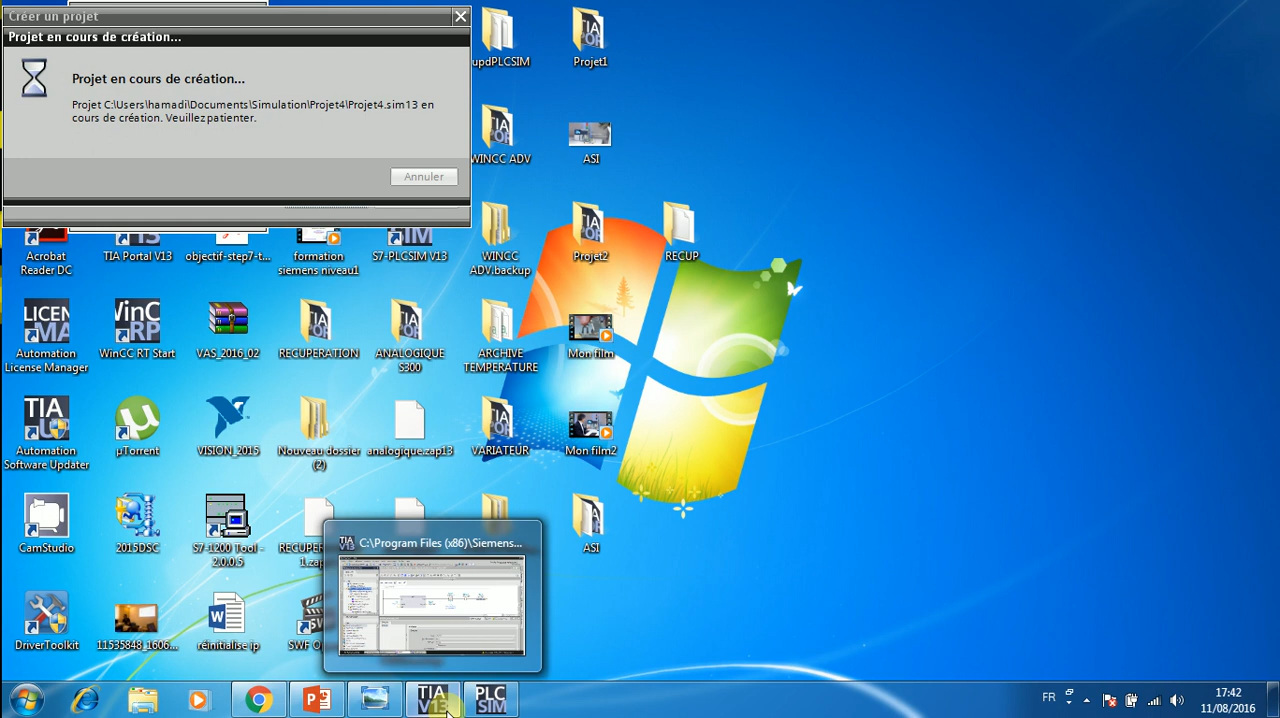 Créer un projet
Projet en cours de création...
Projet en cours de création...
Projet C:\Users\hamadi\Documents\Simulation\Projet4\Projet4.sim13 en
cours de création. Veuillez patienter.
Annuler
updPLCSIM
Projet1
WINCC ADV
ASI
Acrobat
Reader DC
TIA Portal V13
objectif-step7-t...
formation
siemens niveau1
S7-PLCSIM V13
WINCC
ADV.backup
Projet2
RECUP
Automation
License Manager
WinCC RT Start
VAS_2016_02
RECUPERATION
ANALOGIQUE
S300
ARCHIVE
TEMPERATURE
Mon film
Automation
Software Updater
µTorrent
VISION_2015
Nouveau dossier
(2)
analogique.zap13
VARIATEUR
Mon film2
CamStudio
2015DSC
S7-1200 Tool -
2.0.0.5
ASI
C:\Program Files (x86)\Siemens...
DriverToolkit
11535848_1606...
réinitialise ip
SWF O
TIA
V13
PLC
SIM
FR
17:42
11/08/2016